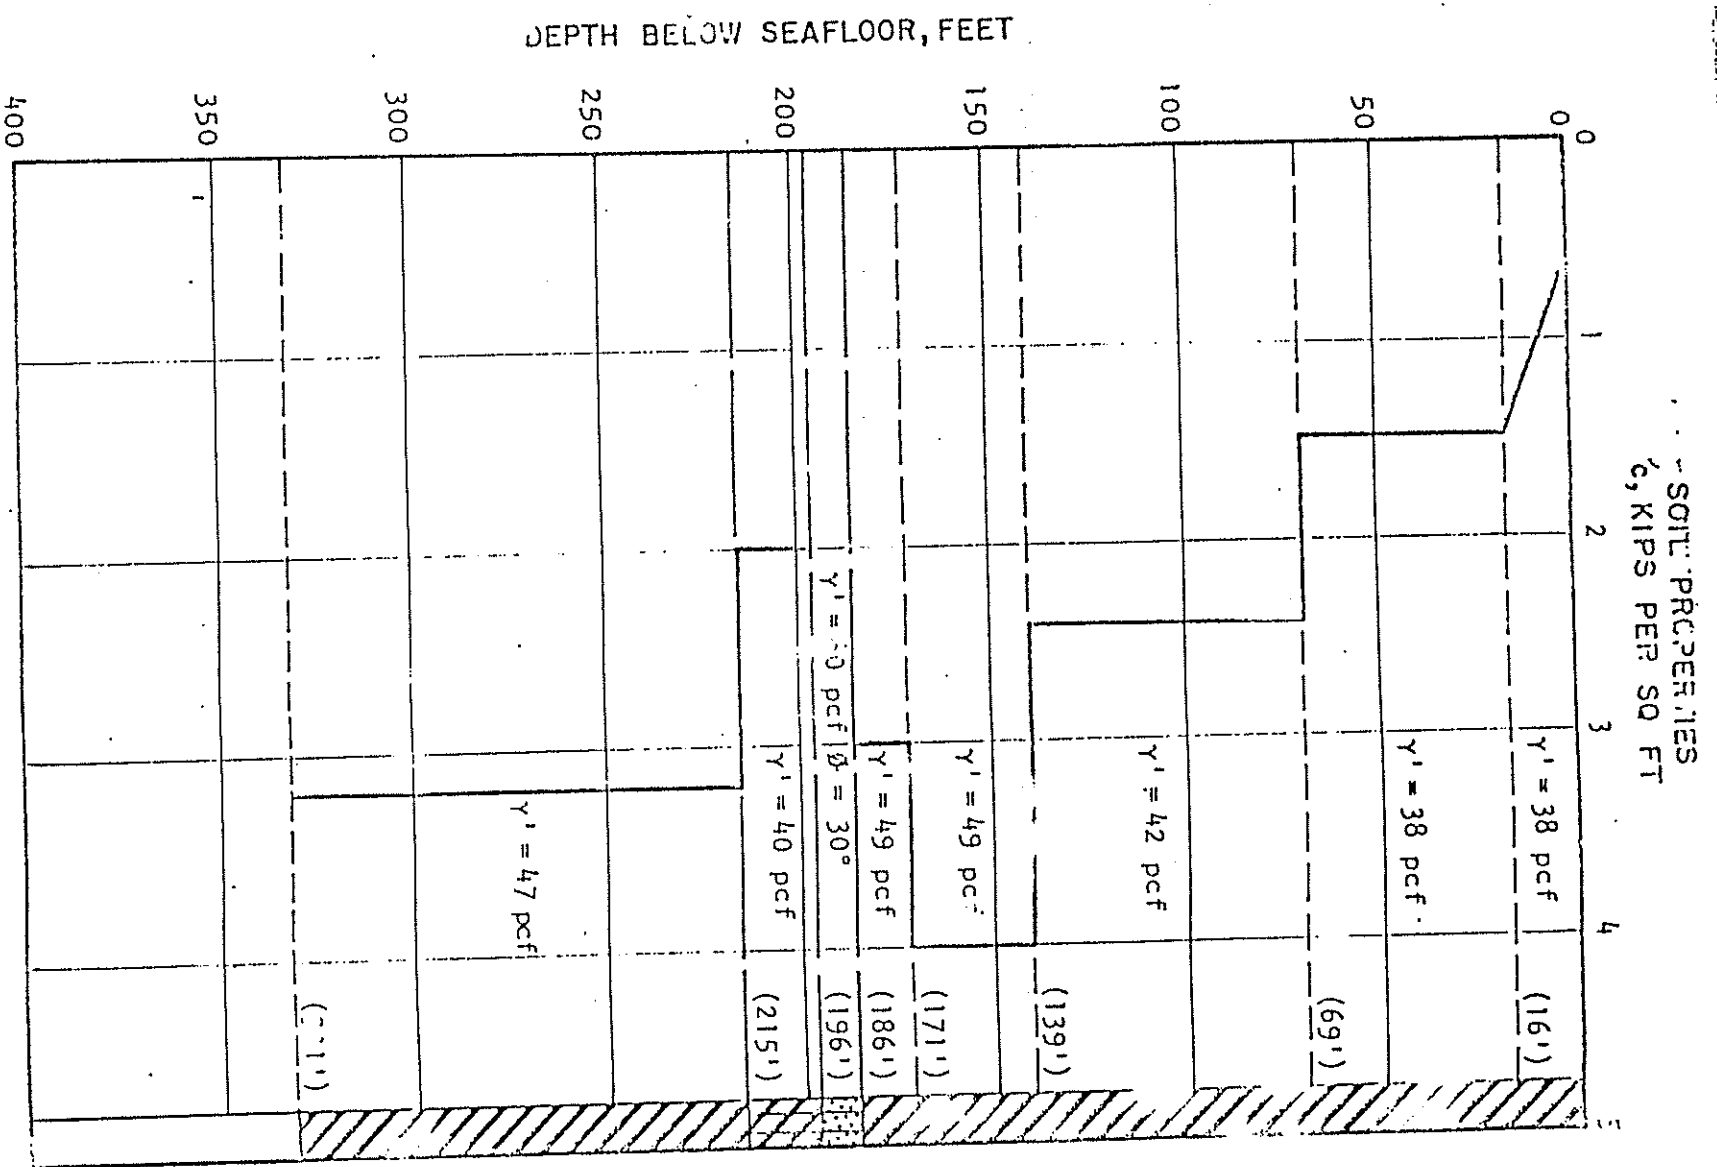 SOIL PROPERTIES
c, KIPS PER SQ FT
0
1
2
3
4
DEPTH BELOW SEAFLOOR, FEET
0
50
100
150
200
250
300
350
400
γ' = 38 pcf
(16')
γ' = 38 pcf
(69')
γ' = 42 pcf
(139')
γ' = 49 pcf
(171')
γ' = 49 pcf
(186')
pcf Ø = 30°
(196')
γ' = 40 pcf
(215')
γ' = 47 pcf